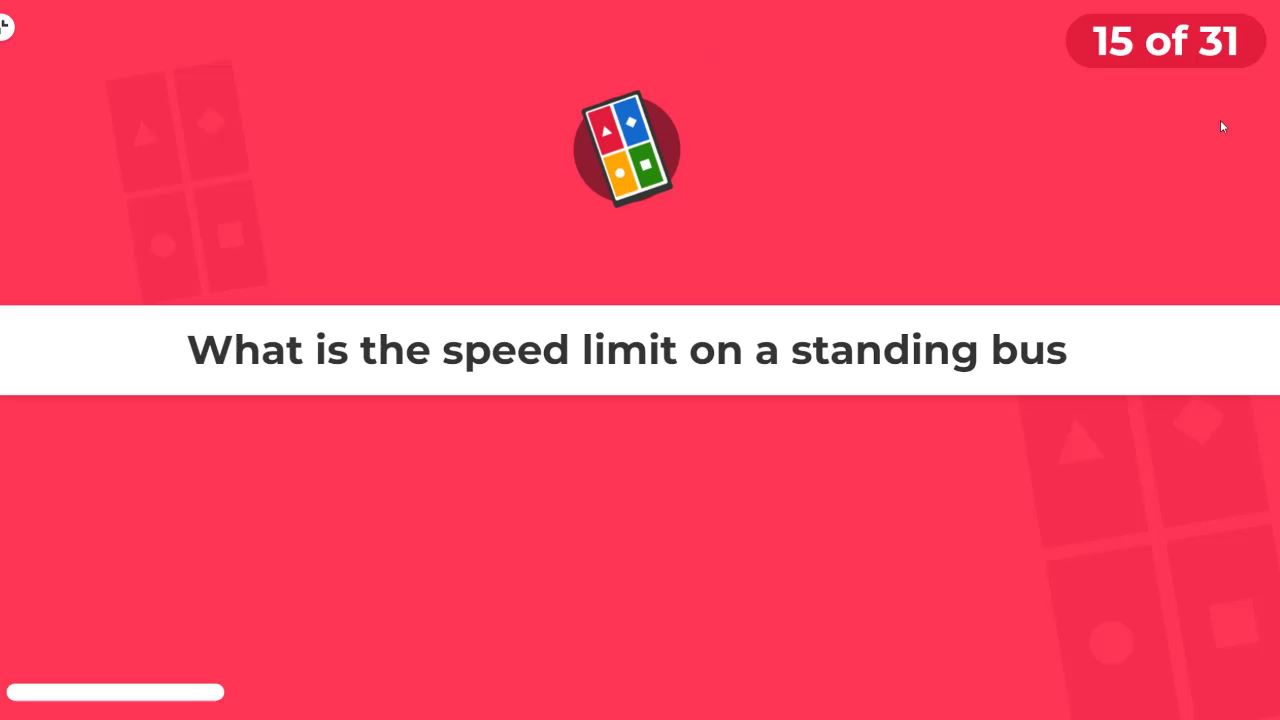 15 of 31
What is the speed limit on a standing bus